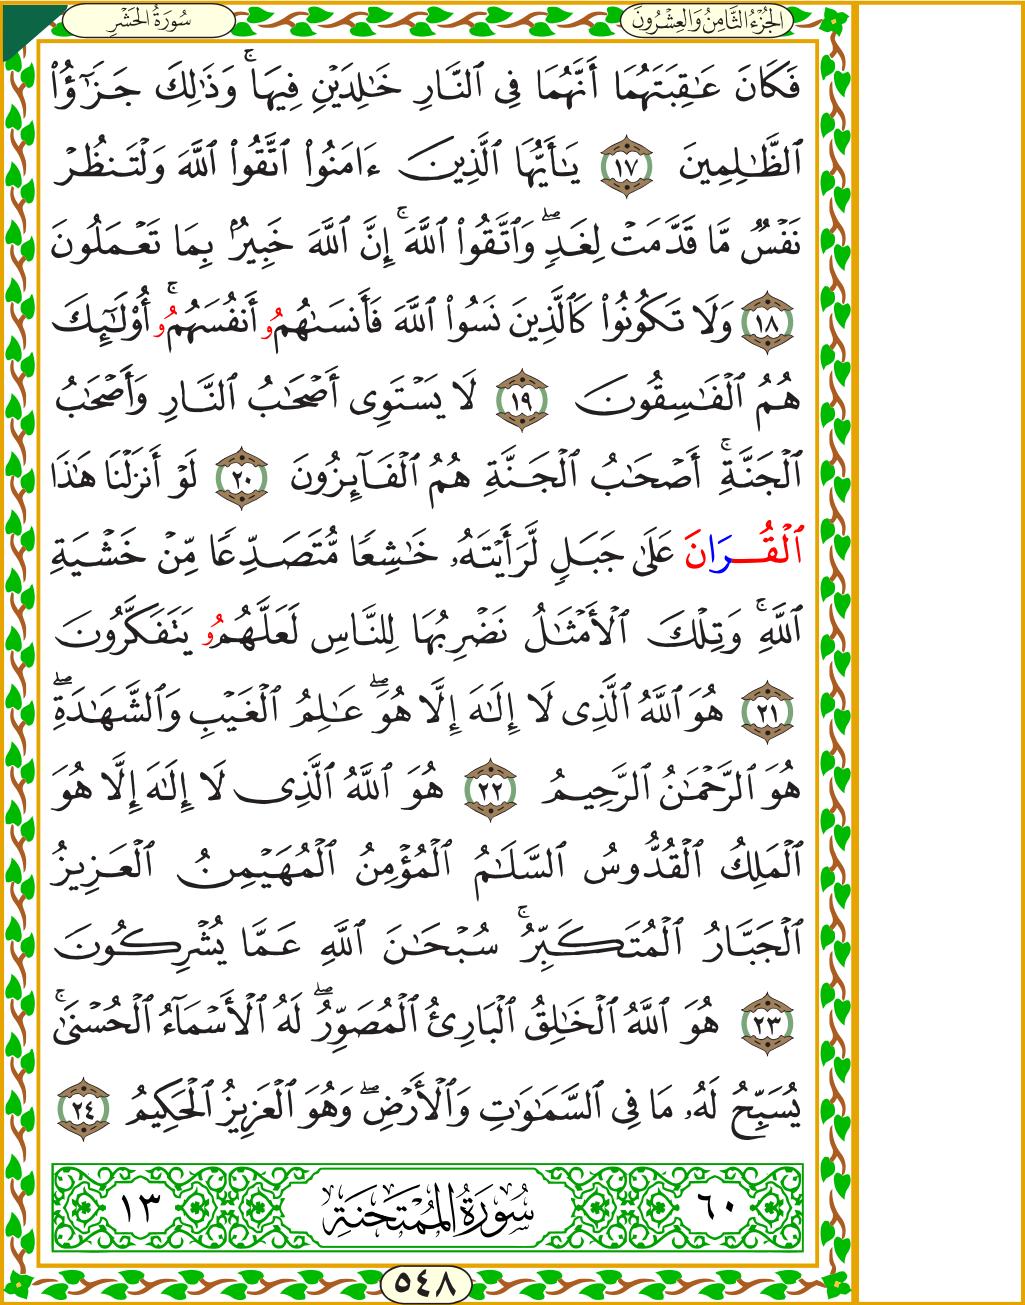 الجُزْءُ الثَّامِنُ وَالعِشْرُونَ سُورَةُ الحَشْرِ
فَكَانَ عَٰقِبَتَهُمَا أَنَّهُمَا فِى ٱلنَّارِ خَٰلِدَيْنِ فِيهَا ۚ وَذَٰلِكَ جَزَٰٓؤُا۟
ٱلظَّٰلِمِينَ ١٧ يَٰٓأَيُّهَا ٱلَّذِينَ ءَامَنُوا۟ ٱتَّقُوا۟ ٱللَّهَ وَلْتَنظُرْ
نَفْسٌ مَّا قَدَّمَتْ لِغَدٍ ۖ وَٱتَّقُوا۟ ٱللَّهَ ۚ إِنَّ ٱللَّهَ خَبِيرٌۢ بِمَا تَعْمَلُونَ
١٨ وَلَا تَكُونُوا۟ كَٱلَّذِينَ نَسُوا۟ ٱللَّهَ فَأَنسَىٰهُمُو أَنفُسَهُمُو ۚ أُو۟لَٰٓئِكَ
هُمُ ٱلْفَٰسِقُونَ ١٩ لَا يَسْتَوِى أَصْحَٰبُ ٱلنَّارِ وَأَصْحَٰبُ
ٱلْجَنَّةِ ۚ أَصْحَٰبُ ٱلْجَنَّةِ هُمُ ٱلْفَآئِزُونَ ٢٠ لَوْ أَنزَلْنَا هَٰذَا
ٱلْقُرَانَ عَلَىٰ جَبَلٍ لَّرَأَيْتَهُۥ خَٰشِعًا مُّتَصَدِّعًا مِّنْ خَشْيَةِ
ٱللَّهِ ۚ وَتِلْكَ ٱلْأَمْثَٰلُ نَضْرِبُهَا لِلنَّاسِ لَعَلَّهُمُو يَتَفَكَّرُونَ
٢١ هُوَ ٱللَّهُ ٱلَّذِى لَا إِلَٰهَ إِلَّا هُوَ ۖ عَٰلِمُ ٱلْغَيْبِ وَٱلشَّهَٰدَةِ ۖ
هُوَ ٱلرَّحْمَٰنُ ٱلرَّحِيمُ ٢٢ هُوَ ٱللَّهُ ٱلَّذِى لَا إِلَٰهَ إِلَّا هُوَ
ٱلْمَلِكُ ٱلْقُدُّوسُ ٱلسَّلَٰمُ ٱلْمُؤْمِنُ ٱلْمُهَيْمِنُ ٱلْعَزِيزُ
ٱلْجَبَّارُ ٱلْمُتَكَبِّرُ ۚ سُبْحَٰنَ ٱللَّهِ عَمَّا يُشْرِكُونَ
٢٣ هُوَ ٱللَّهُ ٱلْخَٰلِقُ ٱلْبَارِئُ ٱلْمُصَوِّرُ ۖ لَهُ ٱلْأَسْمَآءُ ٱلْحُسْنَىٰ ۚ
يُسَبِّحُ لَهُۥ مَا فِى ٱلسَّمَٰوَٰتِ وَٱلْأَرْضِ ۖ وَهُوَ ٱلْعَزِيزُ ٱلْحَكِيمُ ٢٤
٦٠ سُورَةُ المُمْتَحَنَةِ ١٣
٥٤٨